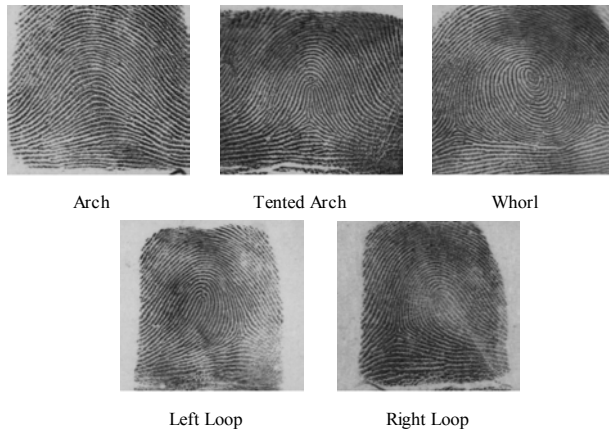 Arch
Tented Arch
Whorl
Left Loop
Right Loop